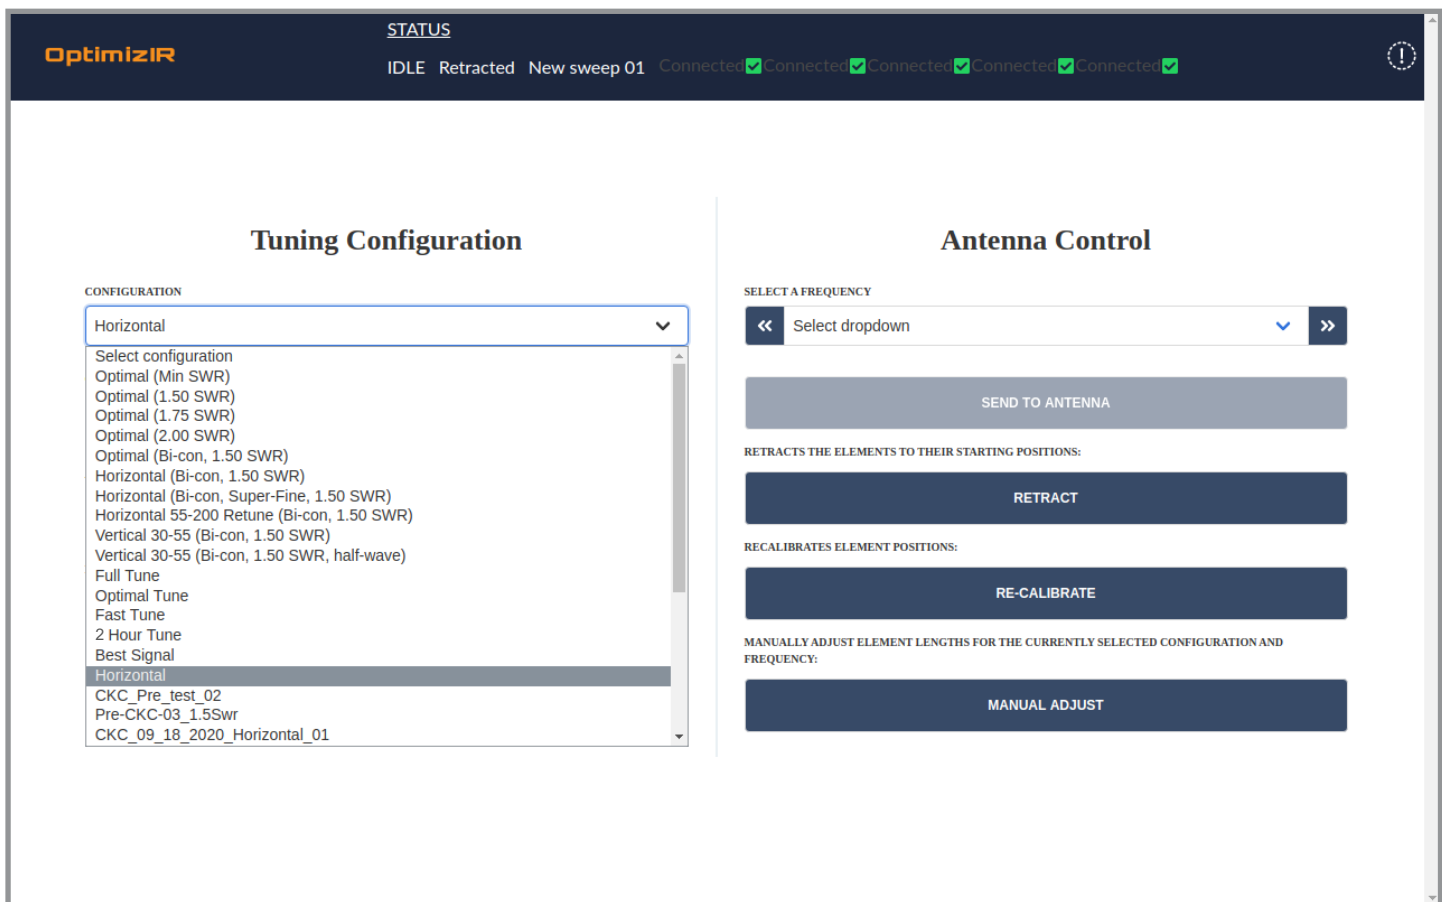 OptimizIR
STATUS
IDLE Retracted New sweep 01 Connected Connected Connected Connected Connected
Tuning Configuration
CONFIGURATION
Horizontal
Select configuration
Optimal (Min SWR)
Optimal (1.50 SWR)
Optimal (1.75 SWR)
Optimal (2.00 SWR)
Optimal (Bi-con, 1.50 SWR)
Horizontal (Bi-con, 1.50 SWR)
Horizontal (Bi-con, Super-Fine, 1.50 SWR)
Horizontal 55-200 Retune (Bi-con, 1.50 SWR)
Vertical 30-55 (Bi-con, 1.50 SWR)
Vertical 30-55 (Bi-con, 1.50 SWR, half-wave)
Full Tune
Optimal Tune
Fast Tune
2 Hour Tune
Best Signal
Horizontal
CKC_Pre_test_02
Pre-CKC-03_1.5Swr
CKC_09_18_2020_Horizontal_01
Antenna Control
SELECT A FREQUENCY
Select dropdown
SEND TO ANTENNA
RETRACTS THE ELEMENTS TO THEIR STARTING POSITIONS:
RETRACT
RECALIBRATES ELEMENT POSITIONS:
RE-CALIBRATE
MANUALLY ADJUST ELEMENT LENGTHS FOR THE CURRENTLY SELECTED CONFIGURATION AND
FREQUENCY:
MANUAL ADJUST